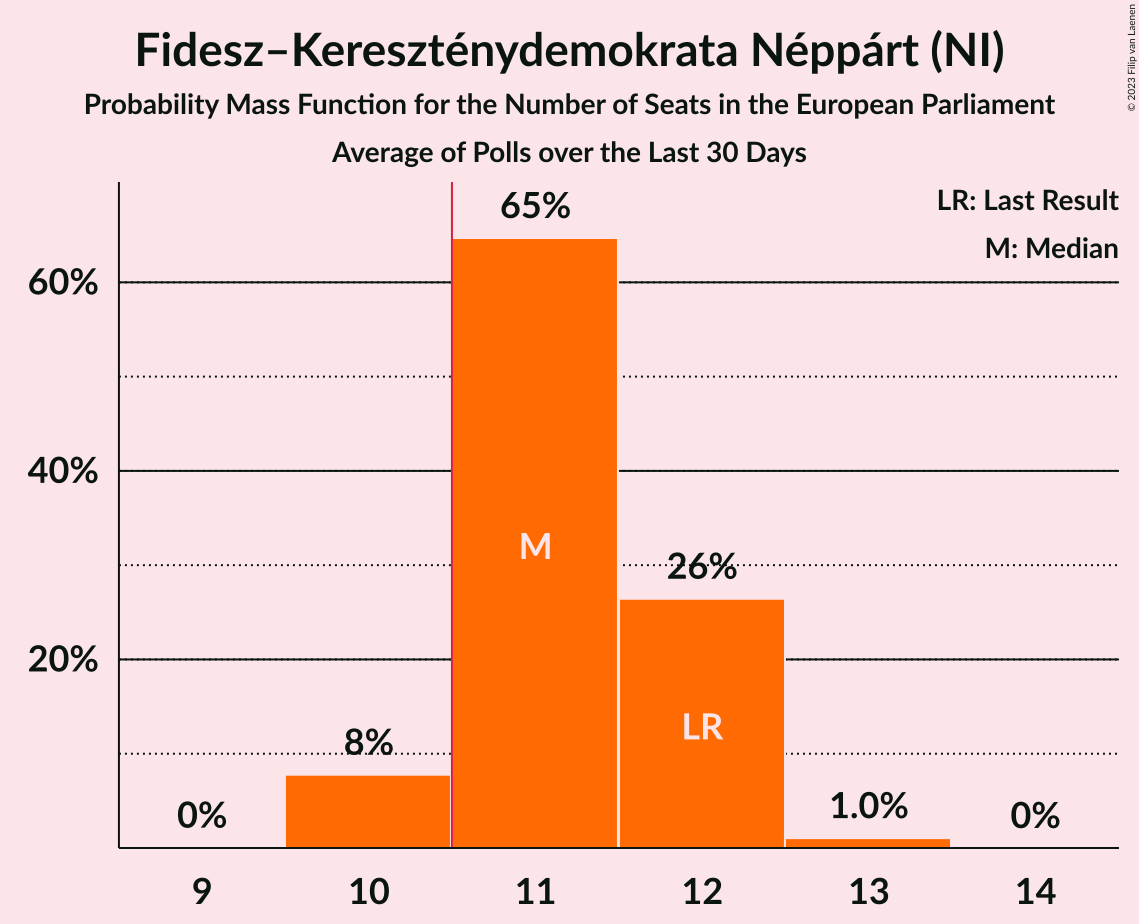 Fidesz–Kereszténydemokrata Néppárt (NI)
Probability Mass Function for the Number of Seats in the European Parliament
Average of Polls over the Last 30 Days
© 2023 Filip van Laenen
LR: Last Result
M: Median
65%
60%
40%
M
26%
20%
LR
8%
0%
1.0%
0%
9 10 11 12 13 14